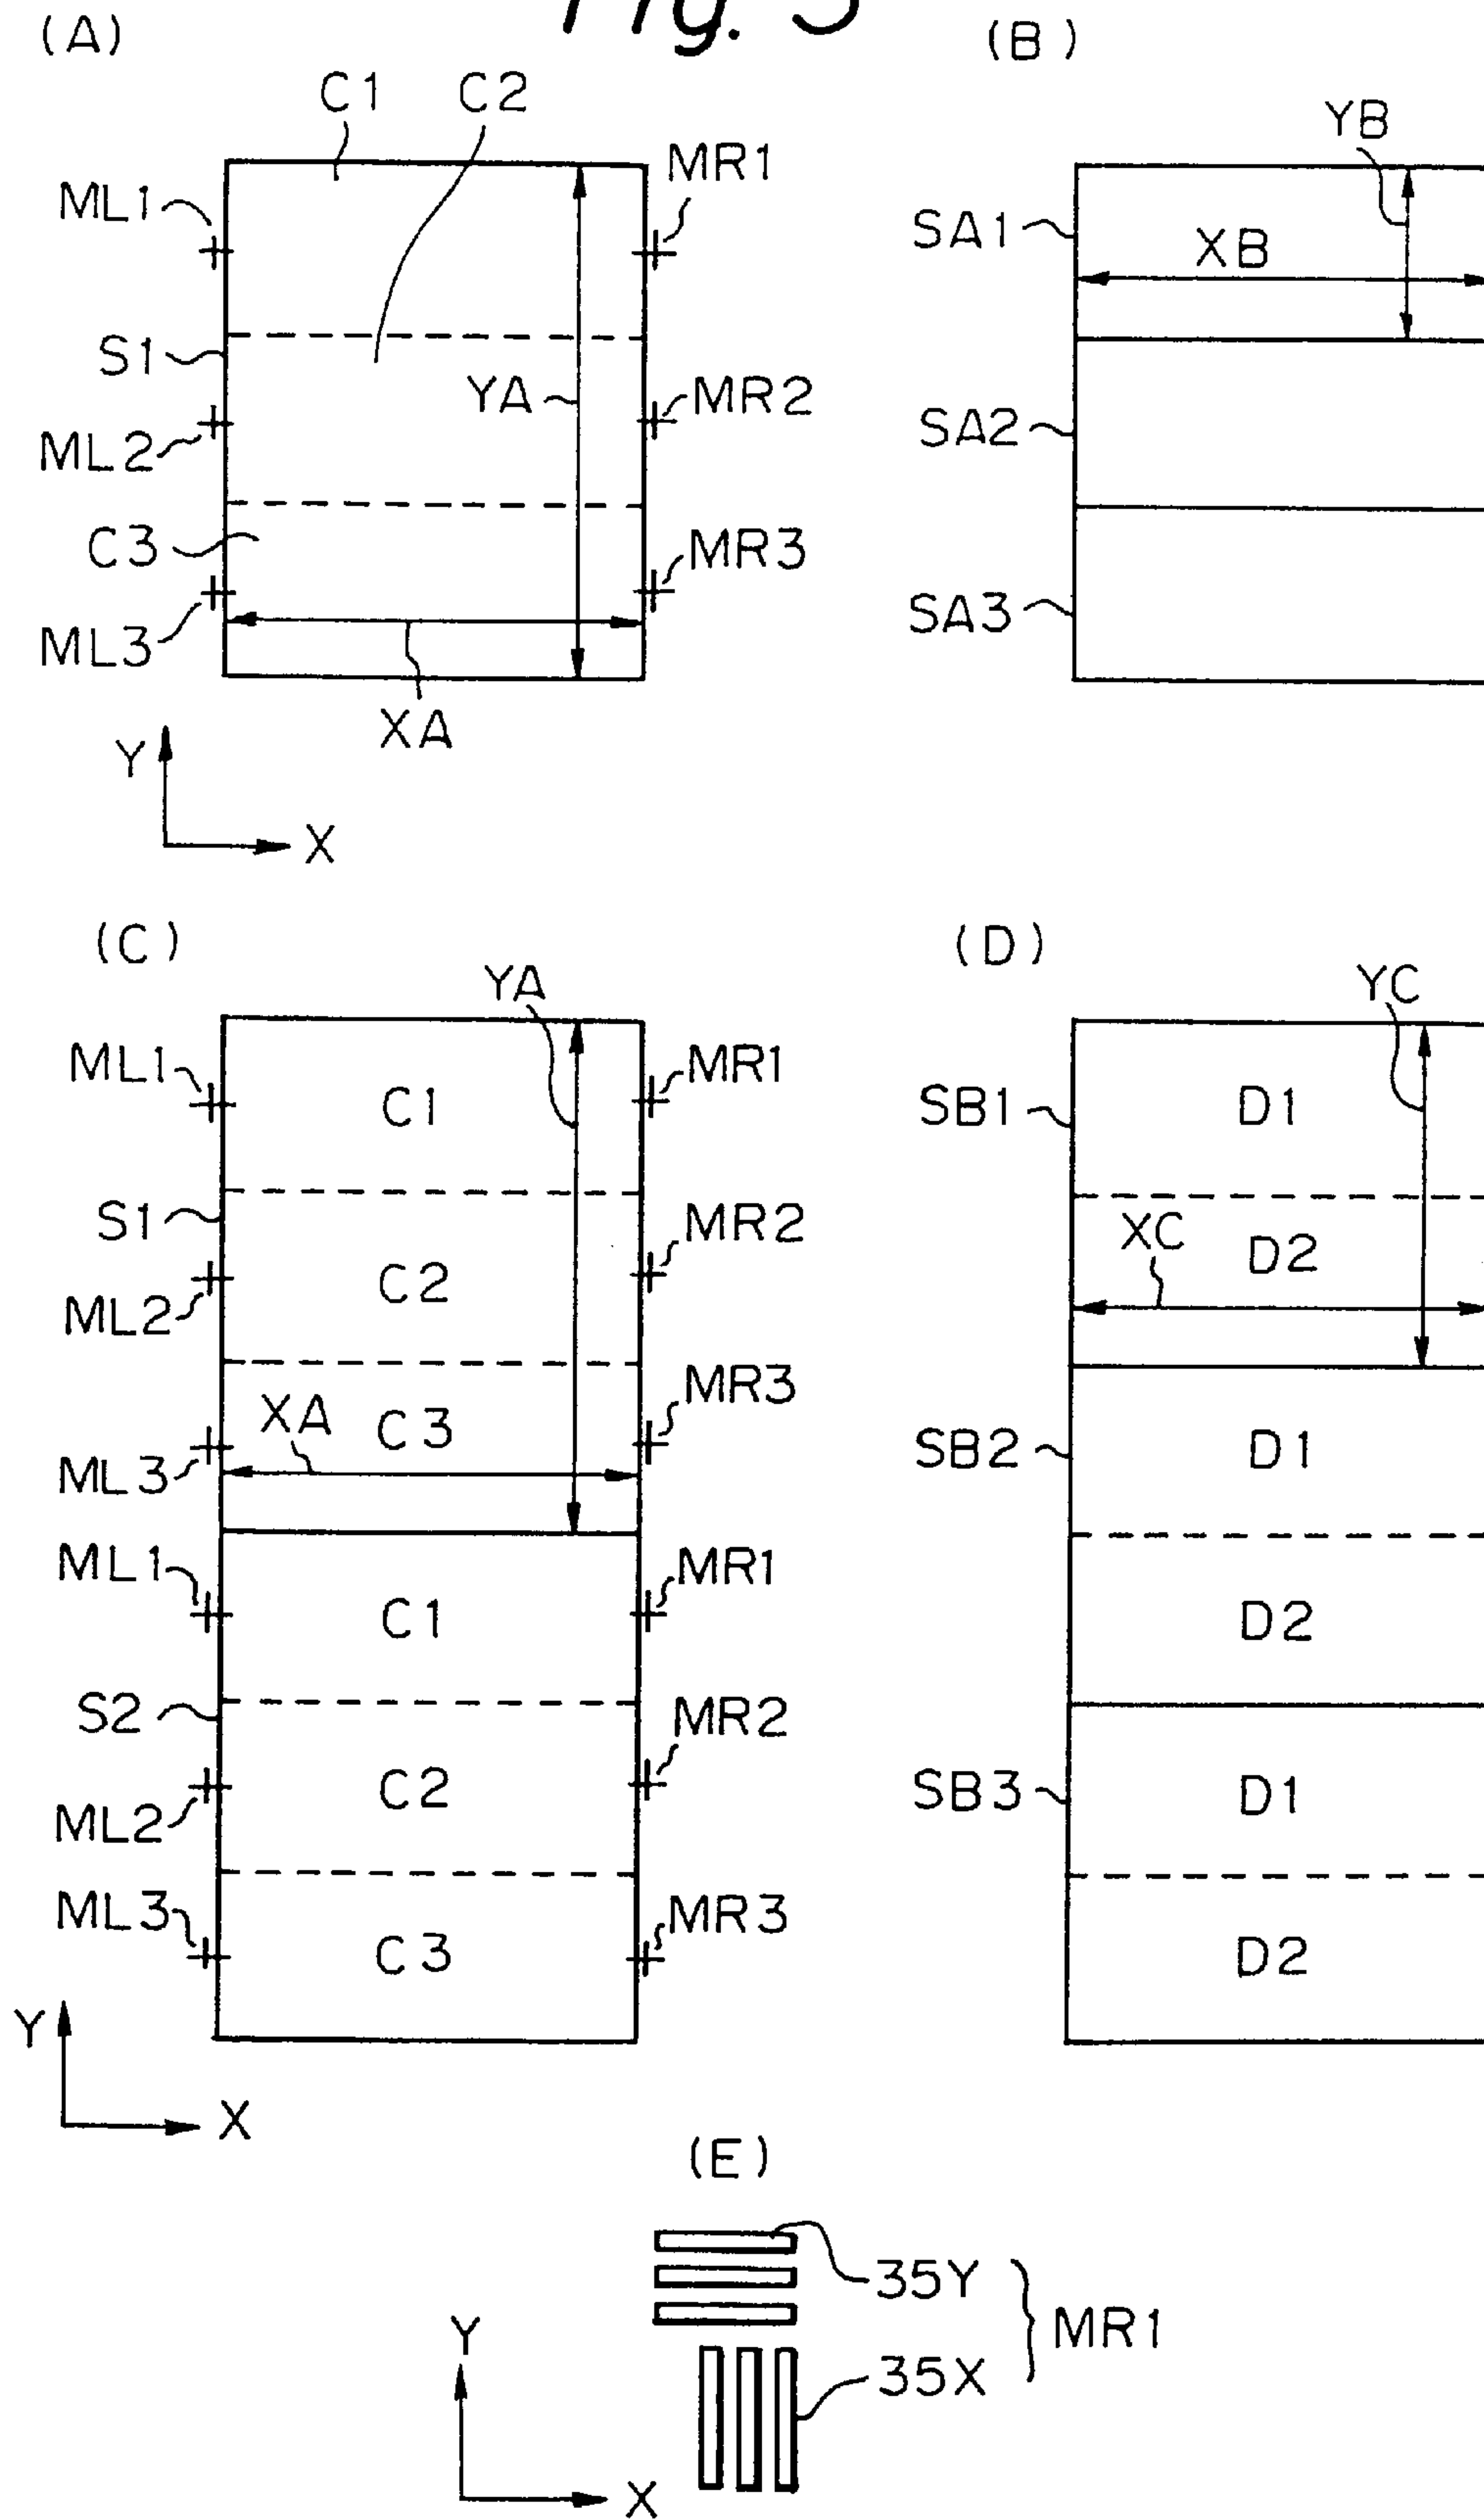 Fig. 5
(A)
(B)
C1
C2
YB
MR1
ML1
SA1
XB
S1
YA
MR2
SA2
ML2
C3
MR3
SA3
ML3
XA
Y
X
(C)
(D)
YA
YC
ML1
C1
MR1
SB1
D1
S1
MR2
XC
D2
C2
ML2
MR3
XA
C3
SB2
D1
ML3
ML1
MR1
C1
D2
S2
MR2
C2
SB3
D1
ML2
ML3
MR3
C3
D2
Y
X
(E)
35Y
MR1
Y
35X
X